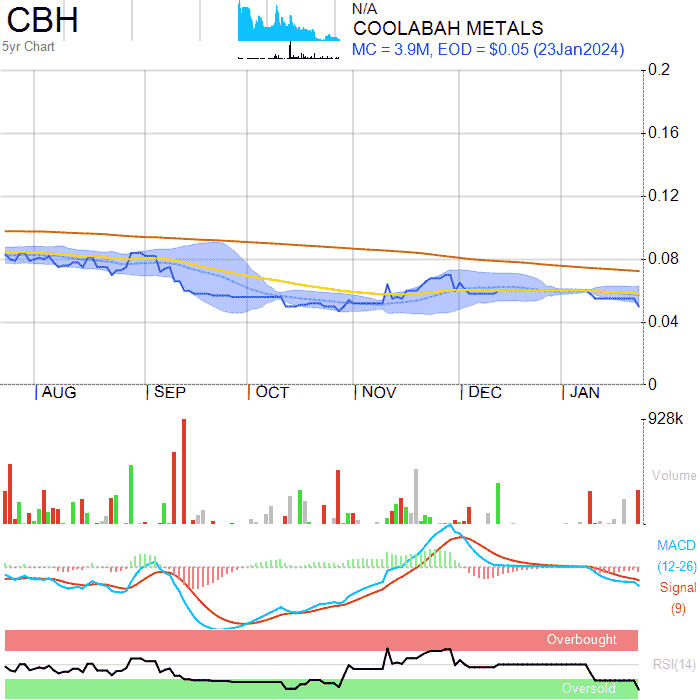 CBH
5yr Chart
N/A
COOLABAH METALS
MC = 3.9M, EOD = $0.05 (23Jan2024)
0.2
0.16
0.12
0.08
0.04
0
AUG SEP OCT NOV DEC JAN
928k
Volume
MACD
(12-26)
Signal
(9)
Overbought
RSI(14)
Oversold